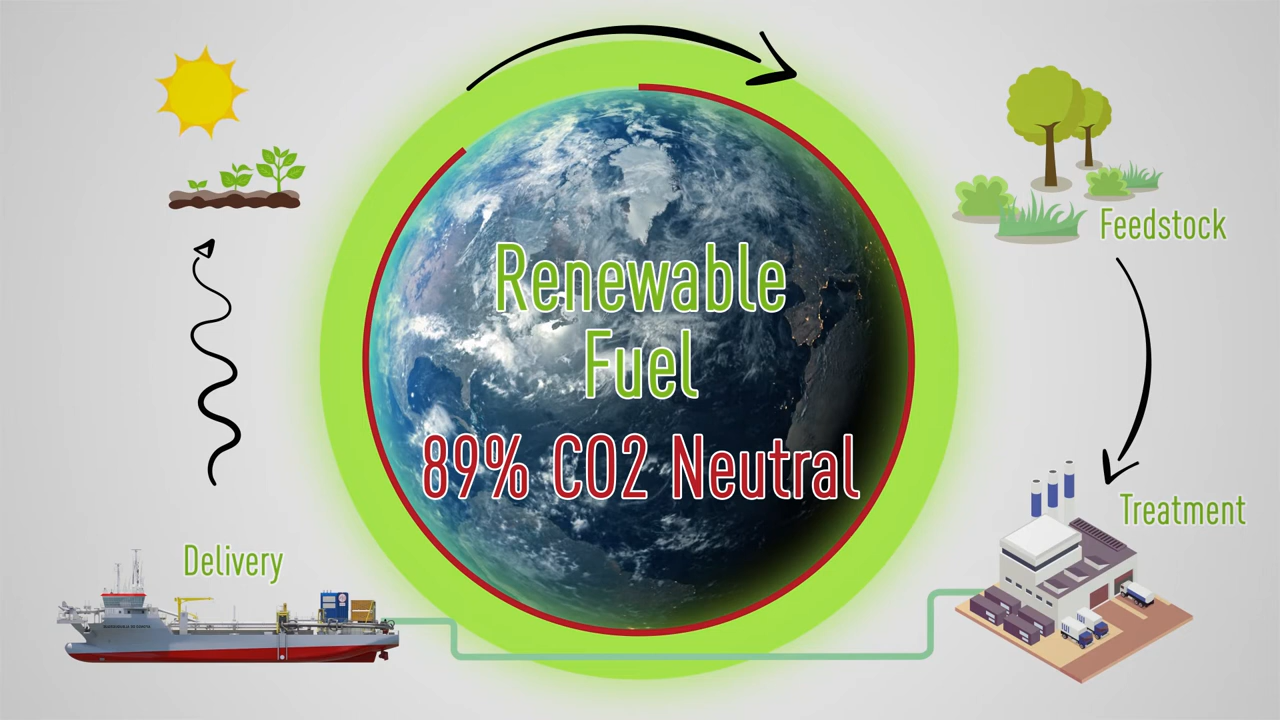 Renewable
Fuel
89% CO2 Neutral
Feedstock
Treatment
Delivery